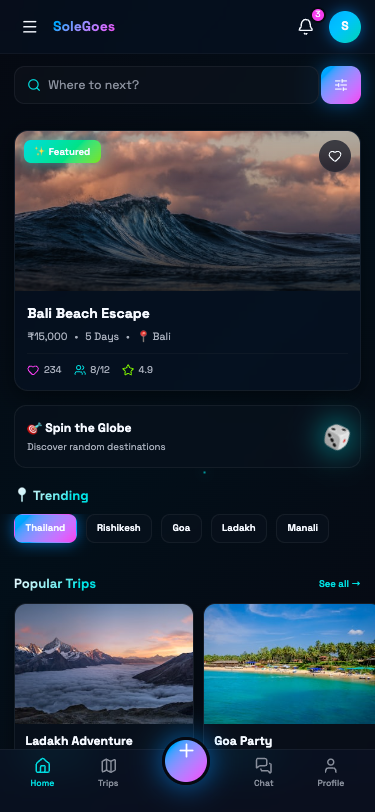 SoleGoes
3
S
Where to next?
✨ Featured
Bali Beach Escape
₹15,000 • 5 Days • 📍 Bali
234 8/12 4.9
🎯 Spin the Globe
Discover random destinations
📍 Trending
Thailand Rishikesh Goa Ladakh Manali
Popular Trips See all →
Ladakh Adventure Goa Party
+
Home Trips Chat Profile